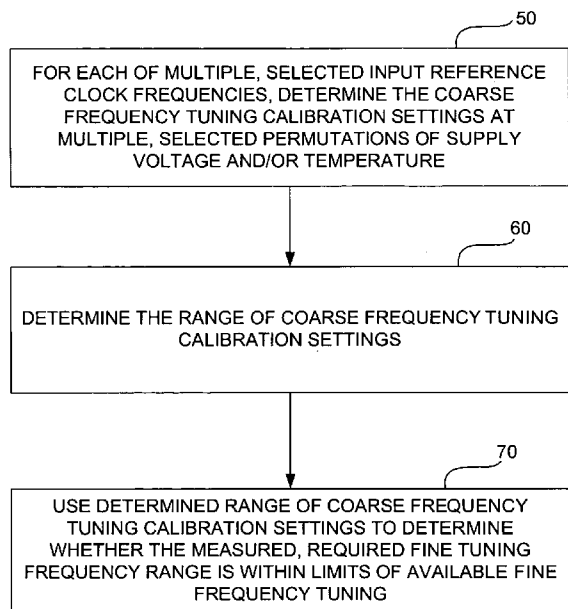 50
FOR EACH OF MULTIPLE, SELECTED INPUT REFERENCE
CLOCK FREQUENCIES, DETERMINE THE COARSE
FREQUENCY TUNING CALIBRATION SETTINGS AT
MULTIPLE, SELECTED PERMUTATIONS OF SUPPLY
VOLTAGE AND/OR TEMPERATURE
60
DETERMINE THE RANGE OF COARSE FREQUENCY TUNING
CALIBRATION SETTINGS
70
USE DETERMINED RANGE OF COARSE FREQUENCY
TUNING CALIBRATION SETTINGS TO DETERMINE
WHETHER THE MEASURED, REQUIRED FINE TUNING
FREQUENCY RANGE IS WITHIN LIMITS OF AVAILABLE FINE
FREQUENCY TUNING